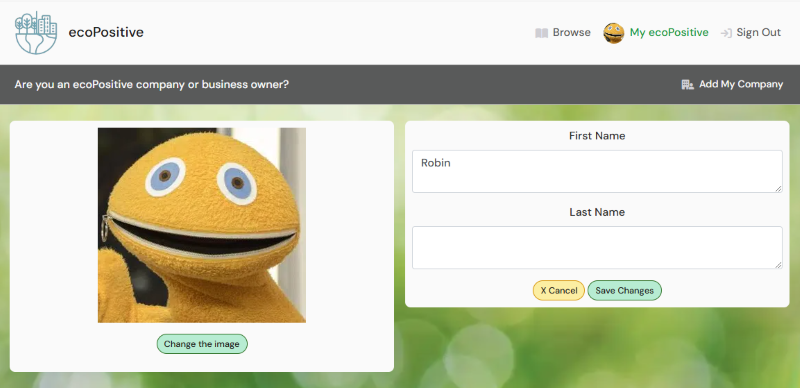 ecoPositive
Browse
My ecoPositive
Sign Out
Are you an ecoPositive company or business owner?
Add My Company
Change the image
First Name
Robin
Last Name
X Cancel
Save Changes